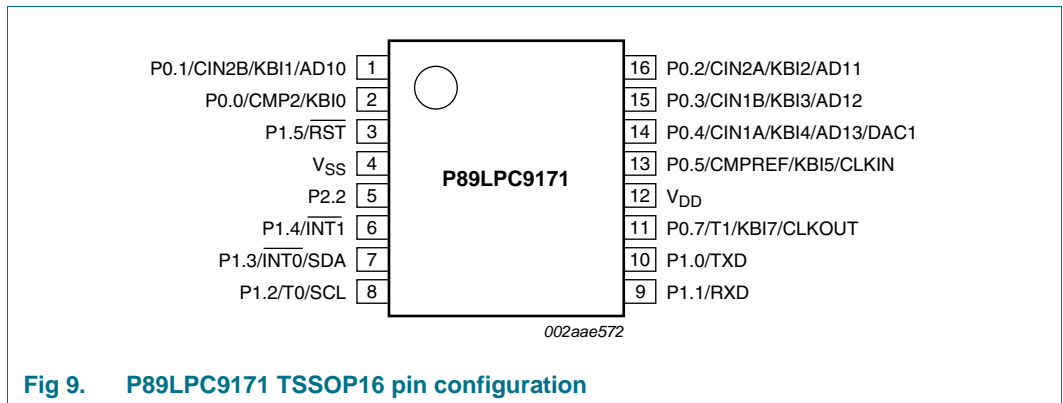 P0.1/CIN2B/KBI1/AD10 1
P0.0/CMP2/KBI0 2
P1.5/RST 3
VSS 4
P2.2 5
P1.4/INT1 6
P1.3/INT0/SDA 7
P1.2/T0/SCL 8
P89LPC9171
16 P0.2/CIN2A/KBI2/AD11
15 P0.3/CIN1B/KBI3/AD12
14 P0.4/CIN1A/KBI4/AD13/DAC1
13 P0.5/CMPREF/KBI5/CLKIN
12 VDD
11 P0.7/T1/KBI7/CLKOUT
10 P1.0/TXD
9 P1.1/RXD
002aae572
Fig 9. P89LPC9171 TSSOP16 pin configuration